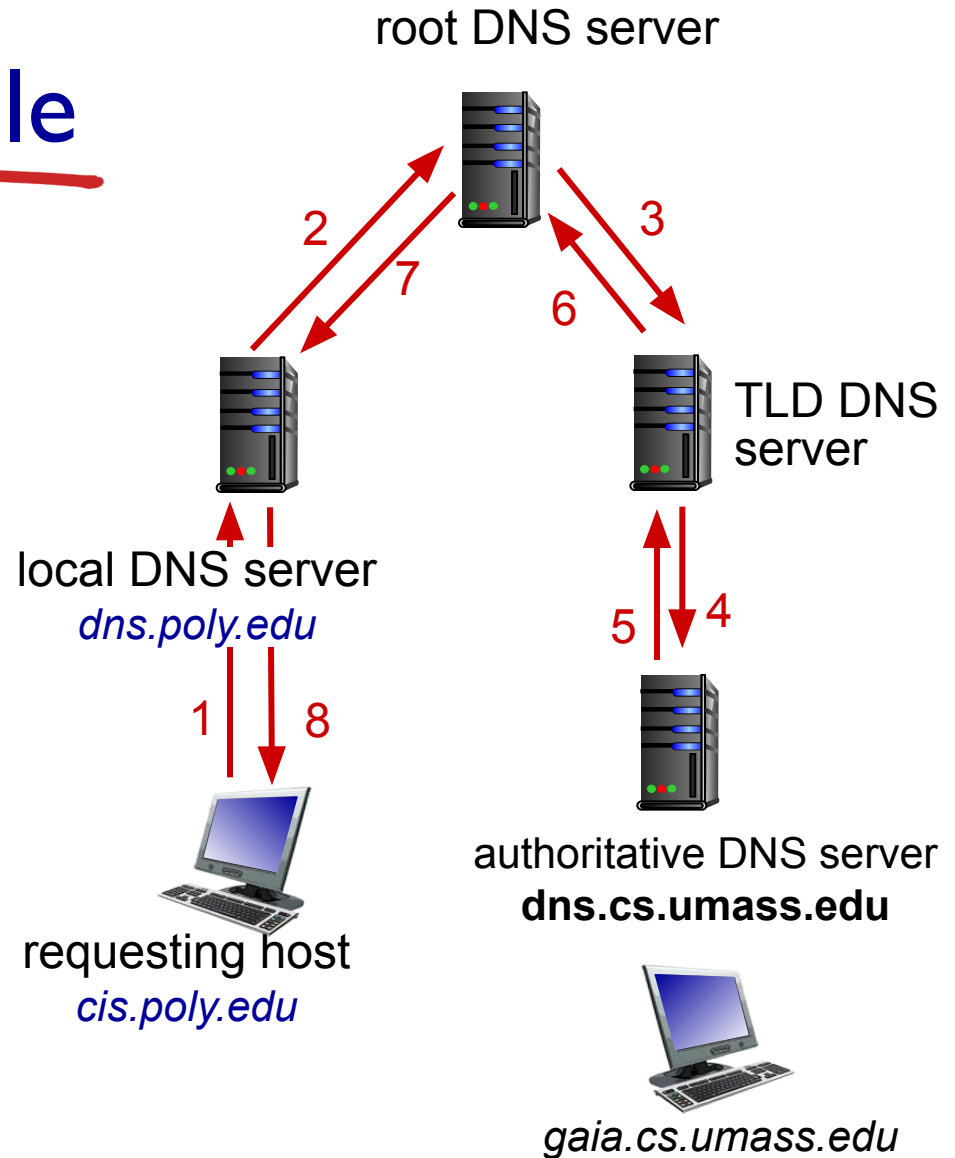 root DNS server
le
2
7
3
6
TLD DNS
server
local DNS server
dns.poly.edu
5
4
1
8
authoritative DNS server
dns.cs.umass.edu
requesting host
cis.poly.edu
gaia.cs.umass.edu